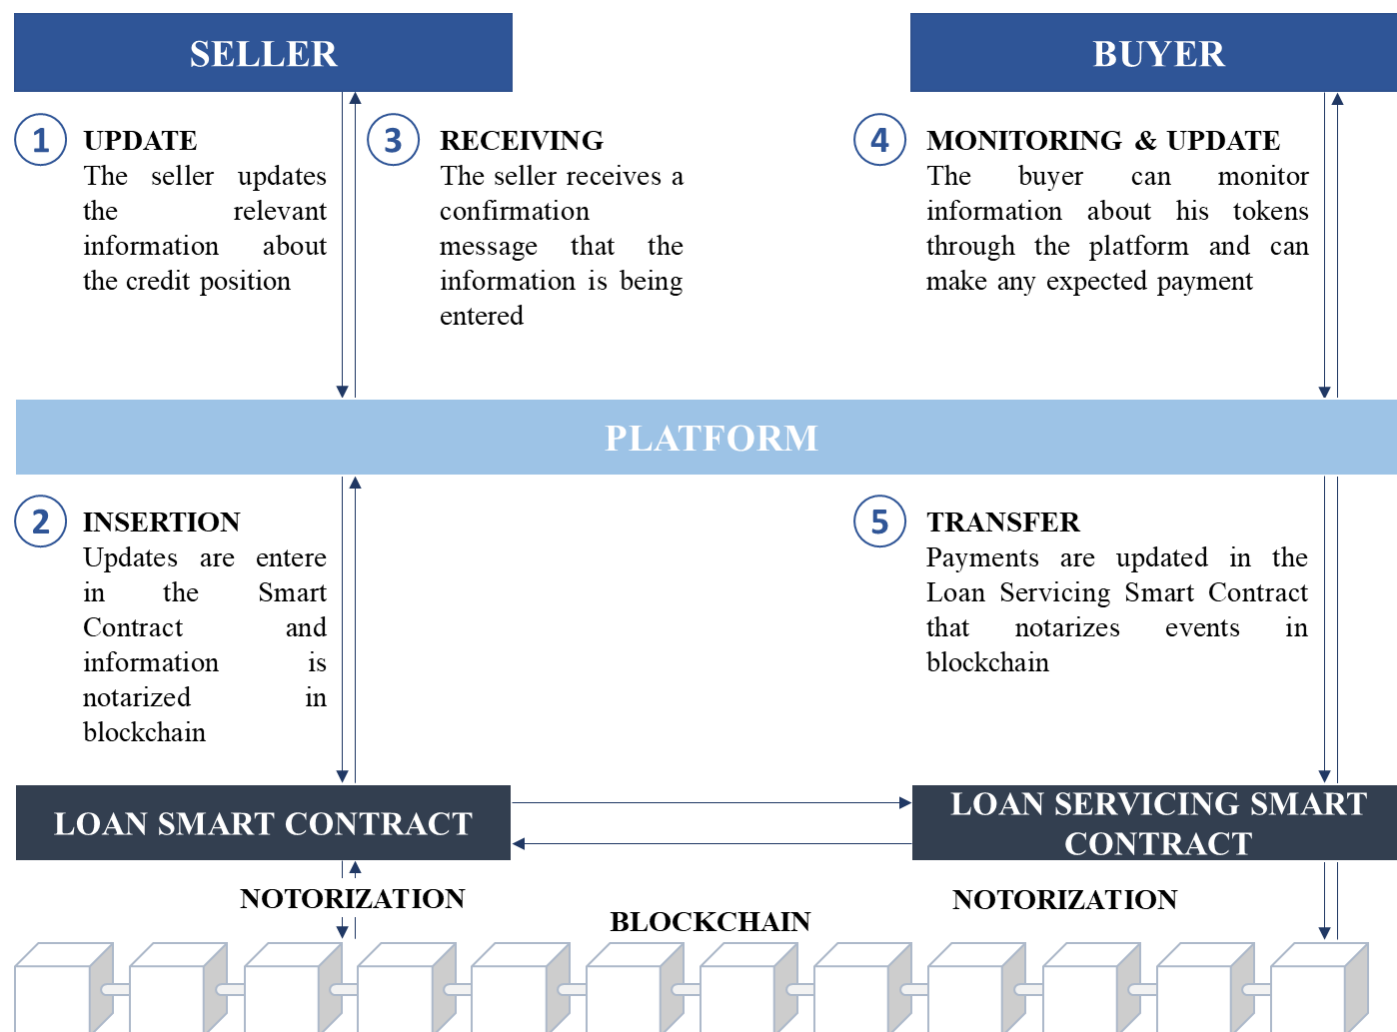 SELLER
BUYER
1
UPDATE
The seller updates
the relevant
information about
the credit position
3
RECEIVING
The seller receives a
confirmation
message that the
information is being
entered
4
MONITORING & UPDATE
The buyer can monitor
information about his tokens
through the platform and can
make any expected payment
PLATFORM
2
INSERTION
Updates are entere
in the Smart
Contract and
information is
notarized in
blockchain
5
TRANSFER
Payments are updated in the
Loan Servicing Smart Contract
that notarizes events in
blockchain
LOAN SMART CONTRACT
LOAN SERVICING SMART
CONTRACT
NOTORIZATION
NOTORIZATION
BLOCKCHAIN